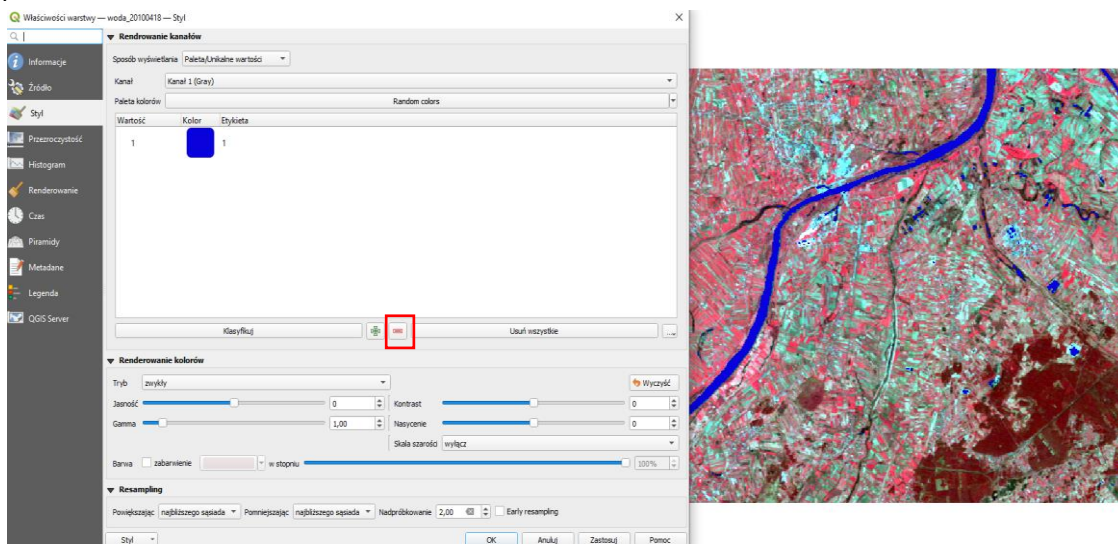 Właściwości warstwy — woda_20100418 — Styl
Informacje
Źródło
Styl
Przezroczystość
Histogram
Renderowanie
Czas
Piramidy
Metadane
Legenda
QGIS Server
Rendrowanie kanałów
Sposób wyświetlania Paleta/Unikalne wartości
Kanał Kanał 1 (Gray)
Paleta kolorów Random colors
Wartość Kolor Etykieta
1 1
Klasyfikuj Usuń wszystkie ...
Renderowanie kolorów
Tryb zwykły Wyczyść
Jasność 0 Kontrast 0
Gamma 1,00 Nasycenie 0
Skala szarości wyłącz
Barwa zabarwienie w stopniu 100%
Resampling
Powiększając najbliższego sąsiada Pomniejszając najbliższego sąsiada Nadpróbkowanie 2,00 Early resampling
Styl OK Anuluj Zastosuj Pomoc